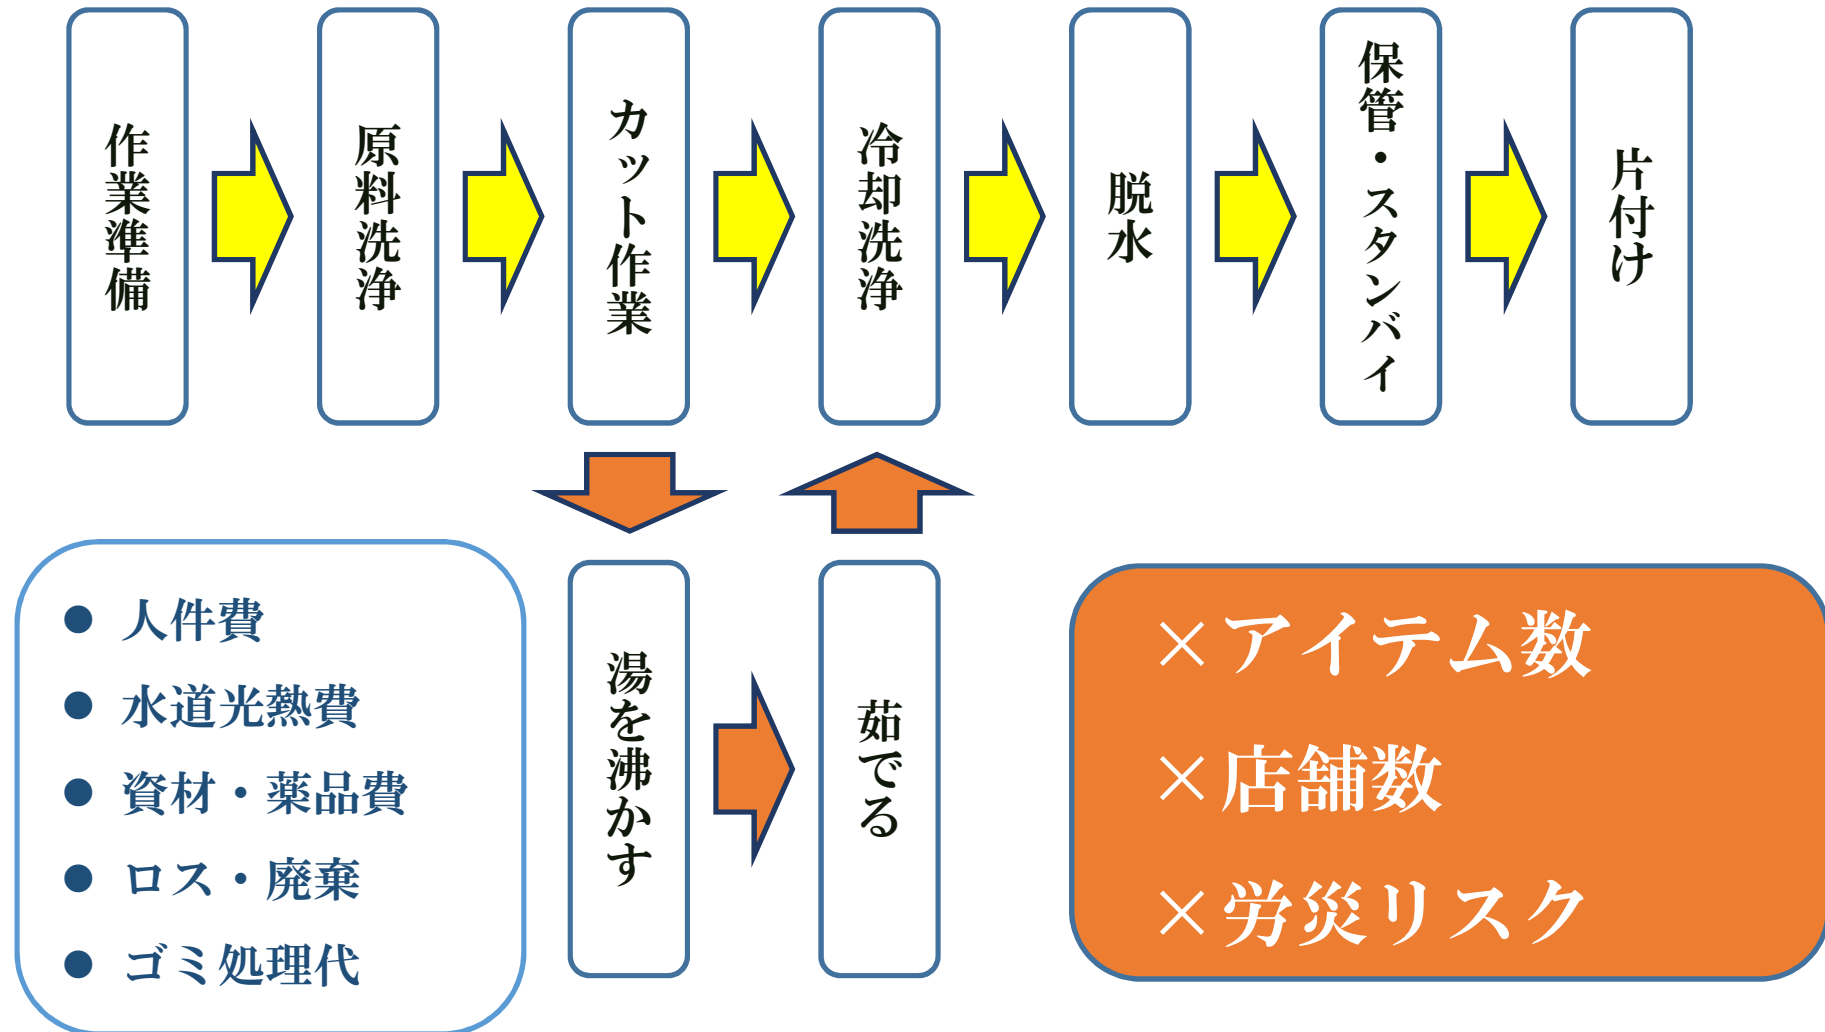 作業準備
原料洗浄
カット作業
冷却洗浄
脱水
保管・スタンバイ
片付け
湯を沸かす
茹でる
● 人件費
● 水道光熱費
● 資材・薬品費
● ロス・廃棄
● ゴミ処理代
×アイテム数
×店舗数
×労災リスク